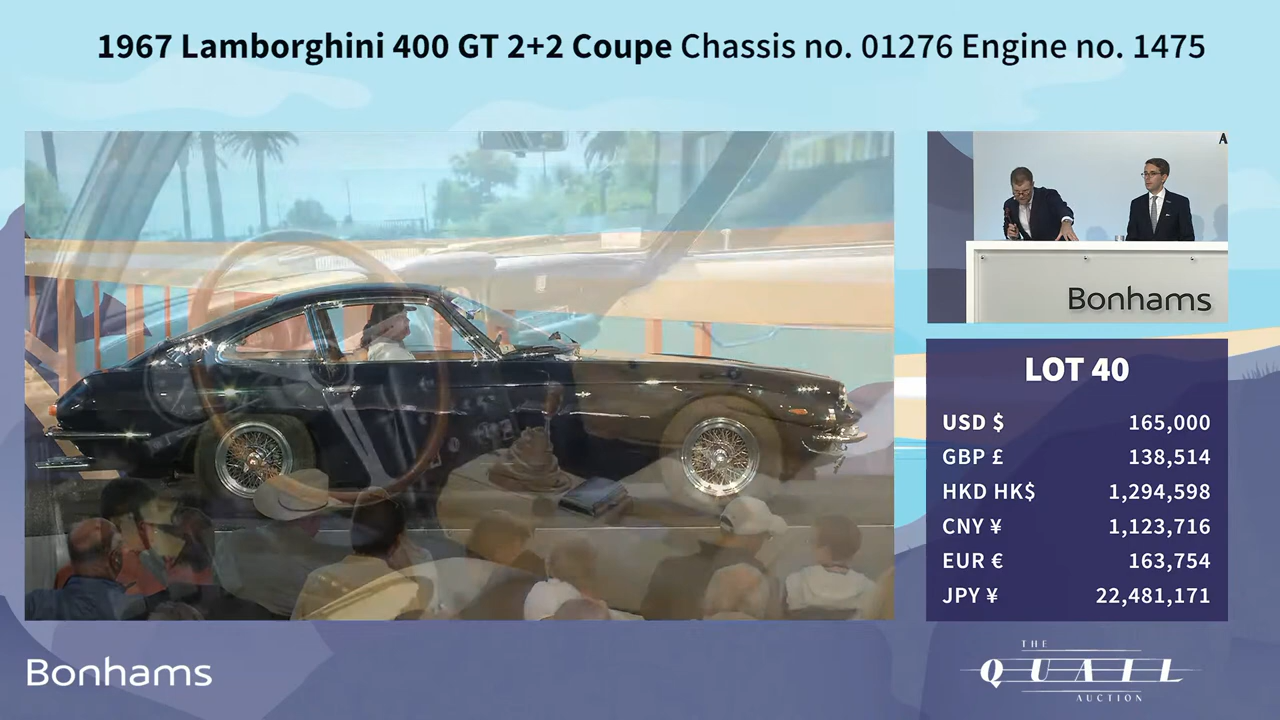 1967 Lamborghini 400 GT 2+2 Coupe Chassis no. 01276 Engine no. 1475
A
Bonhams
LOT 40
USD $ 165,000
GBP £ 138,514
HKD HK$ 1,294,598
CNY ¥ 1,123,716
EUR € 163,754
JPY ¥ 22,481,171
Bonhams
THE
QUAIL
AUCTION